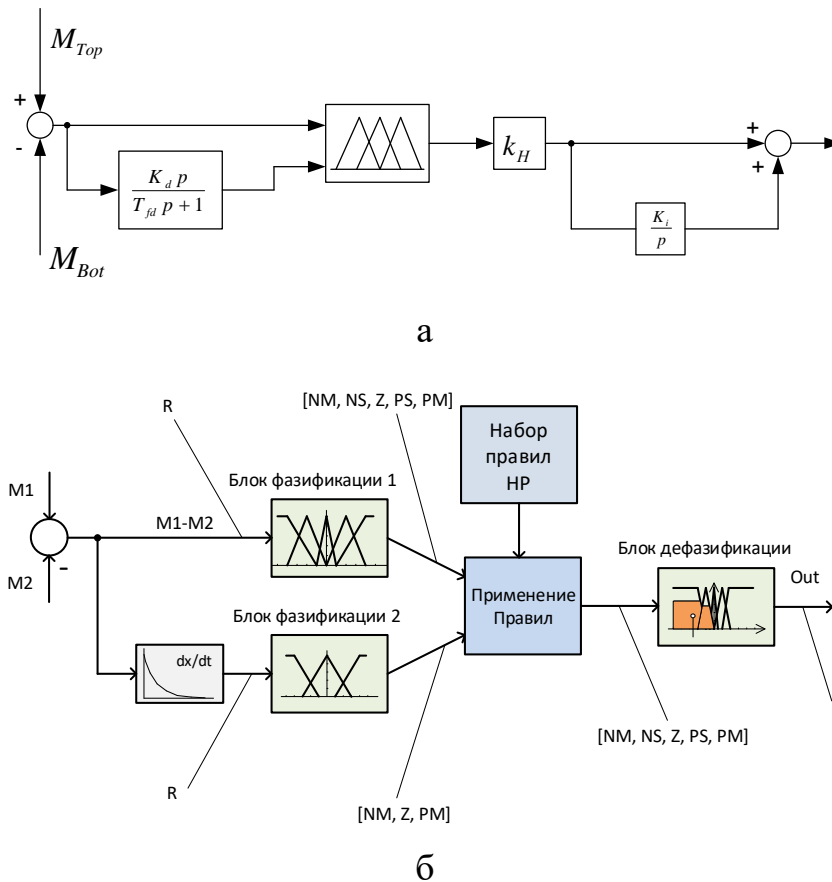 M_Top
+
-
K_d p
T_fd p + 1
M_Bot
k_H
+
+
K_i
p
а
R
[NM, NS, Z, PS, PM]
Набор
правил
НР
Блок фазификации 1
M1
M1-M2
-
M2
Применение
Правил
Блок дефазификации
Out
Блок фазификации 2
dx/dt
R
[NM, Z, PM]
[NM, NS, Z, PS, PM]
б